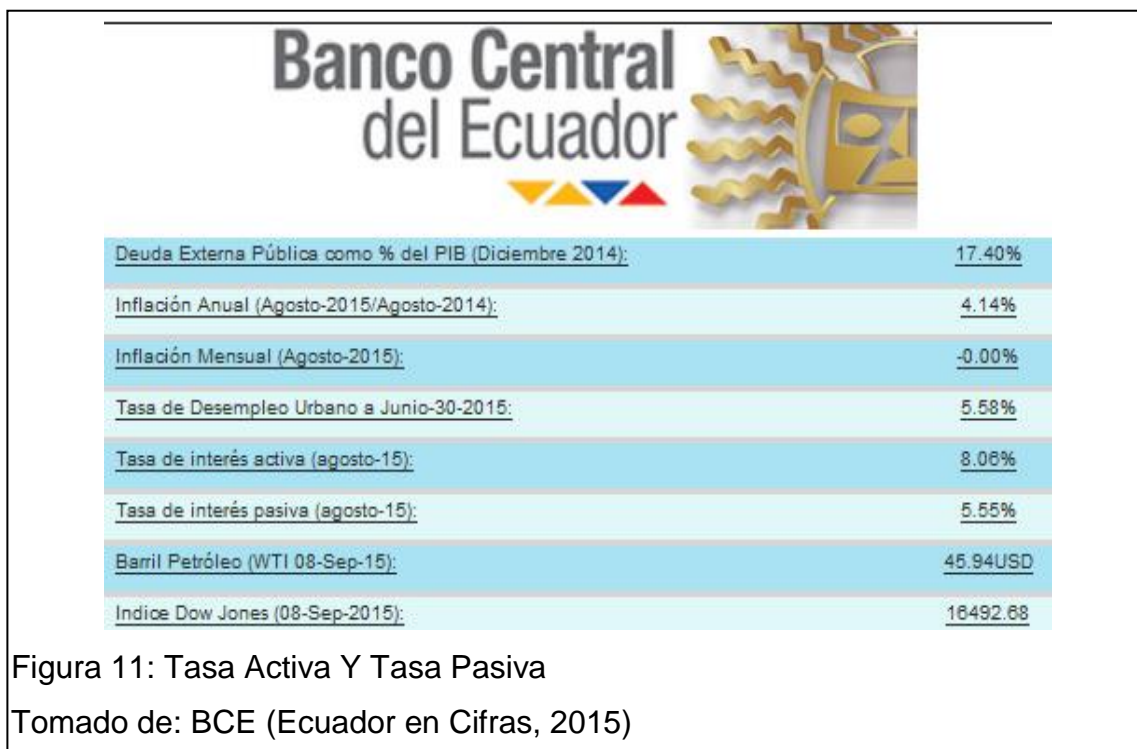 Banco Central
del Ecuador
Deuda Externa Pública como % del PIB (Diciembre 2014): 17.40%
Inflación Anual (Agosto-2015/Agosto-2014): 4.14%
Inflación Mensual (Agosto-2015): -0.00%
Tasa de Desempleo Urbano a Junio-30-2015: 5.58%
Tasa de interés activa (agosto-15): 8.06%
Tasa de interés pasiva (agosto-15): 5.55%
Barril Petróleo (WTI 08-Sep-15): 45.94USD
Indice Dow Jones (08-Sep-2015): 16492.68
Figura 11: Tasa Activa Y Tasa Pasiva
Tomado de: BCE (Ecuador en Cifras, 2015)